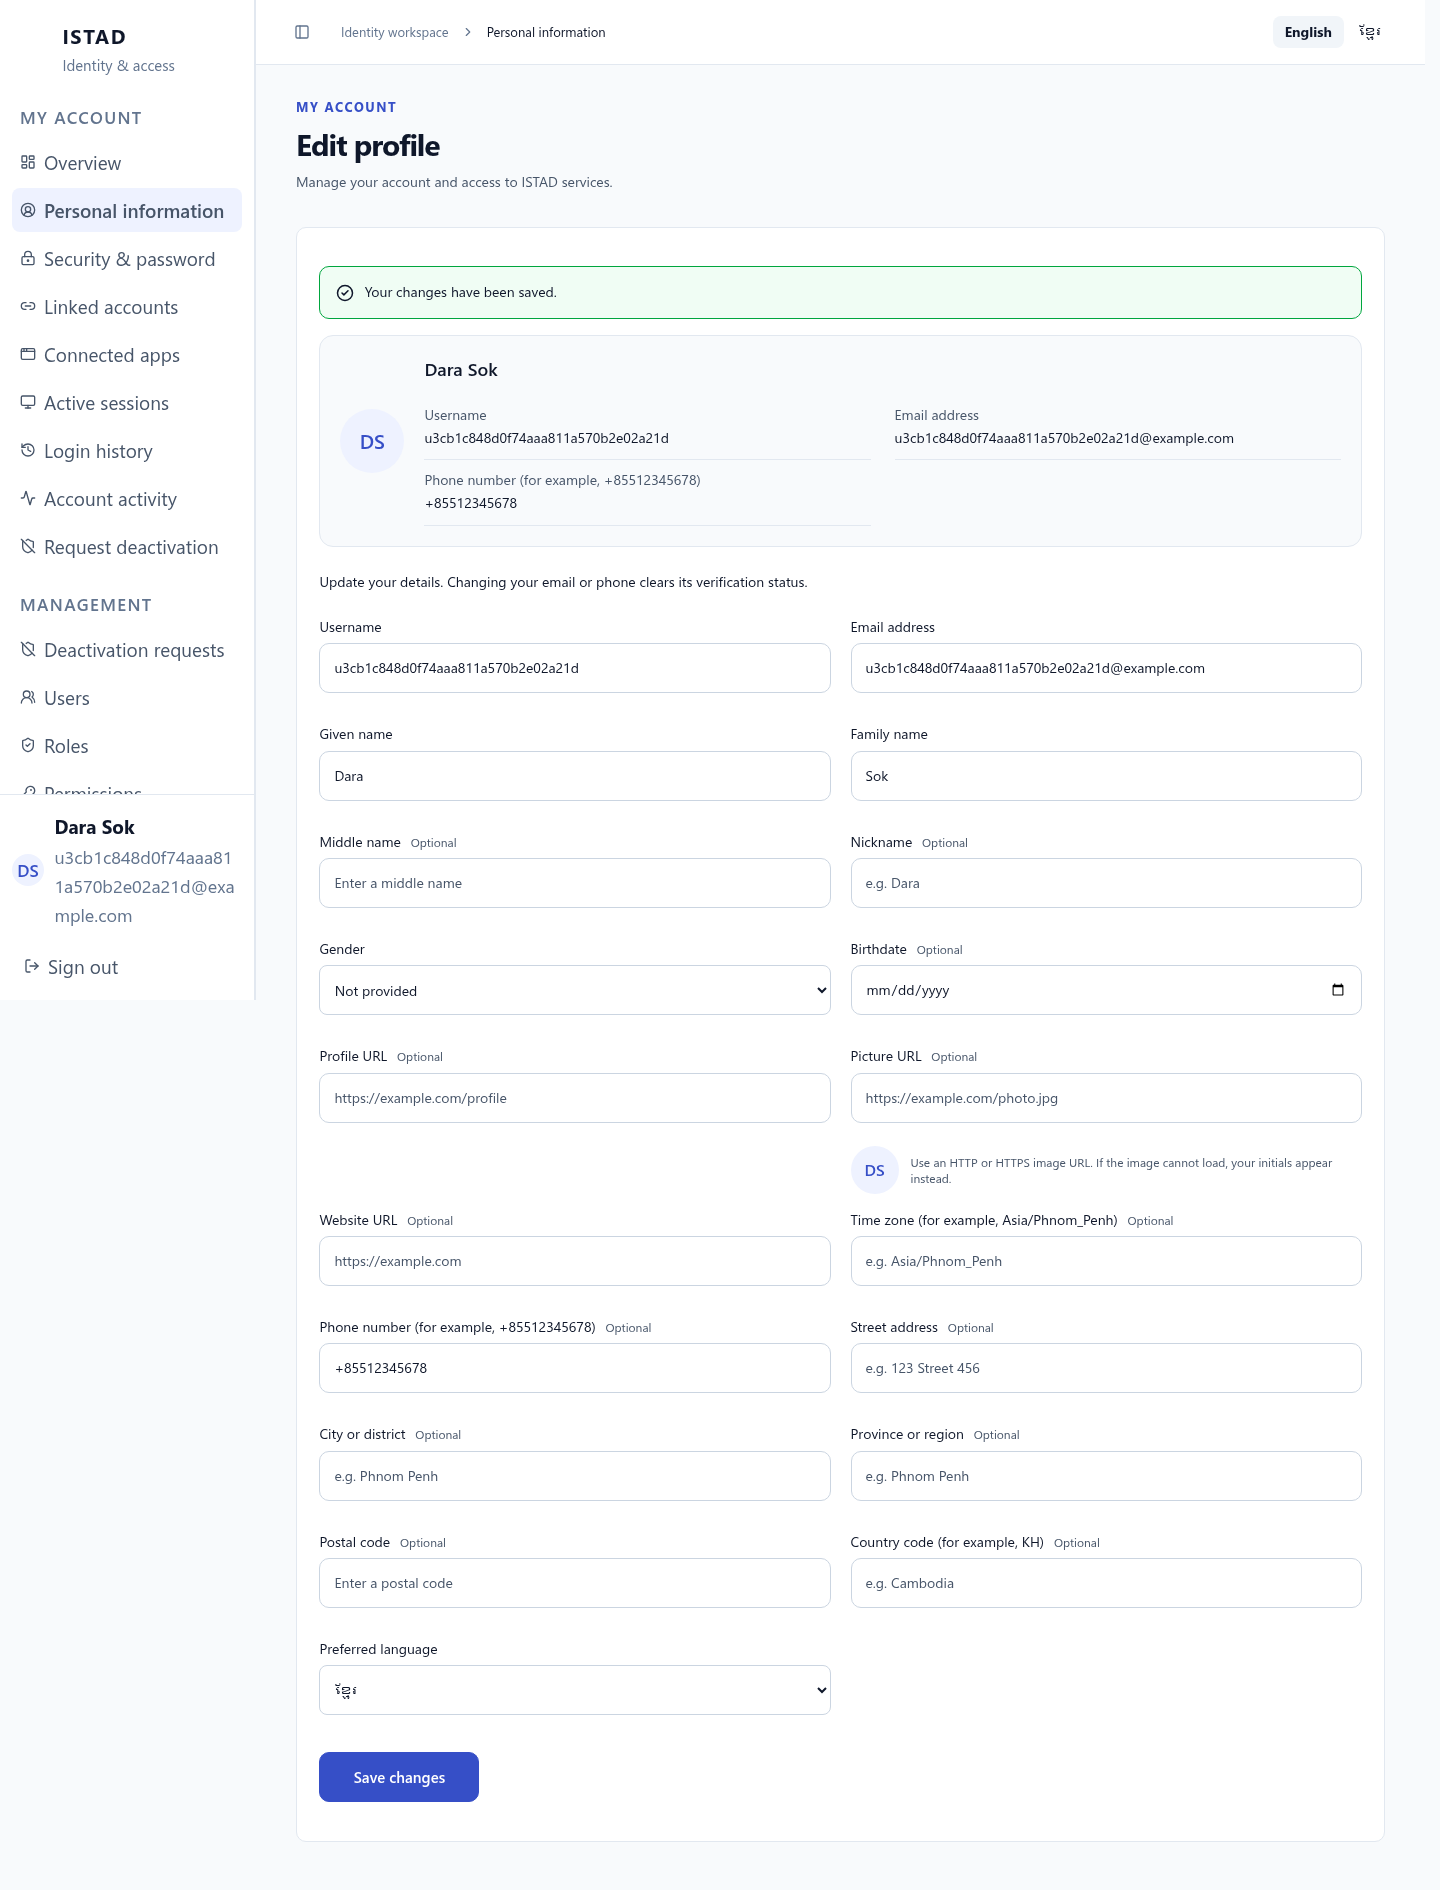 ISTAD
Identity & access
MY ACCOUNT
Overview
Personal information
Security & password
Linked accounts
Connected apps
Active sessions
Login history
Account activity
Request deactivation
MANAGEMENT
Deactivation requests
Users
Roles
Permissions
Dara Sok
DS
u3cb1c848d0f74aaa81
1a570b2e02a21d@exa
mple.com
Sign out
Identity workspace
Personal information
English
ខ្មែរ
MY ACCOUNT
Edit profile
Manage your account and access to ISTAD services.
Your changes have been saved.
Dara Sok
DS
Username
u3cb1c848d0f74aaa811a570b2e02a21d
Email address
u3cb1c848d0f74aaa811a570b2e02a21d@example.com
Phone number (for example, +85512345678)
+85512345678
Update your details. Changing your email or phone clears its verification status.
Username
u3cb1c848d0f74aaa811a570b2e02a21d
Email address
u3cb1c848d0f74aaa811a570b2e02a21d@example.com
Given name
Dara
Family name
Sok
Middle name Optional
Enter a middle name
Nickname Optional
e.g. Dara
Gender
Not provided
Birthdate Optional
mm/dd/yyyy
Profile URL Optional
https://example.com/profile
Picture URL Optional
https://example.com/photo.jpg
DS
Use an HTTP or HTTPS image URL. If the image cannot load, your initials appear
instead.
Website URL Optional
https://example.com
Time zone (for example, Asia/Phnom_Penh) Optional
e.g. Asia/Phnom_Penh
Phone number (for example, +85512345678) Optional
+85512345678
Street address Optional
e.g. 123 Street 456
City or district Optional
e.g. Phnom Penh
Province or region Optional
e.g. Phnom Penh
Postal code Optional
Enter a postal code
Country code (for example, KH) Optional
e.g. Cambodia
Preferred language
ខ្មែរ
Save changes